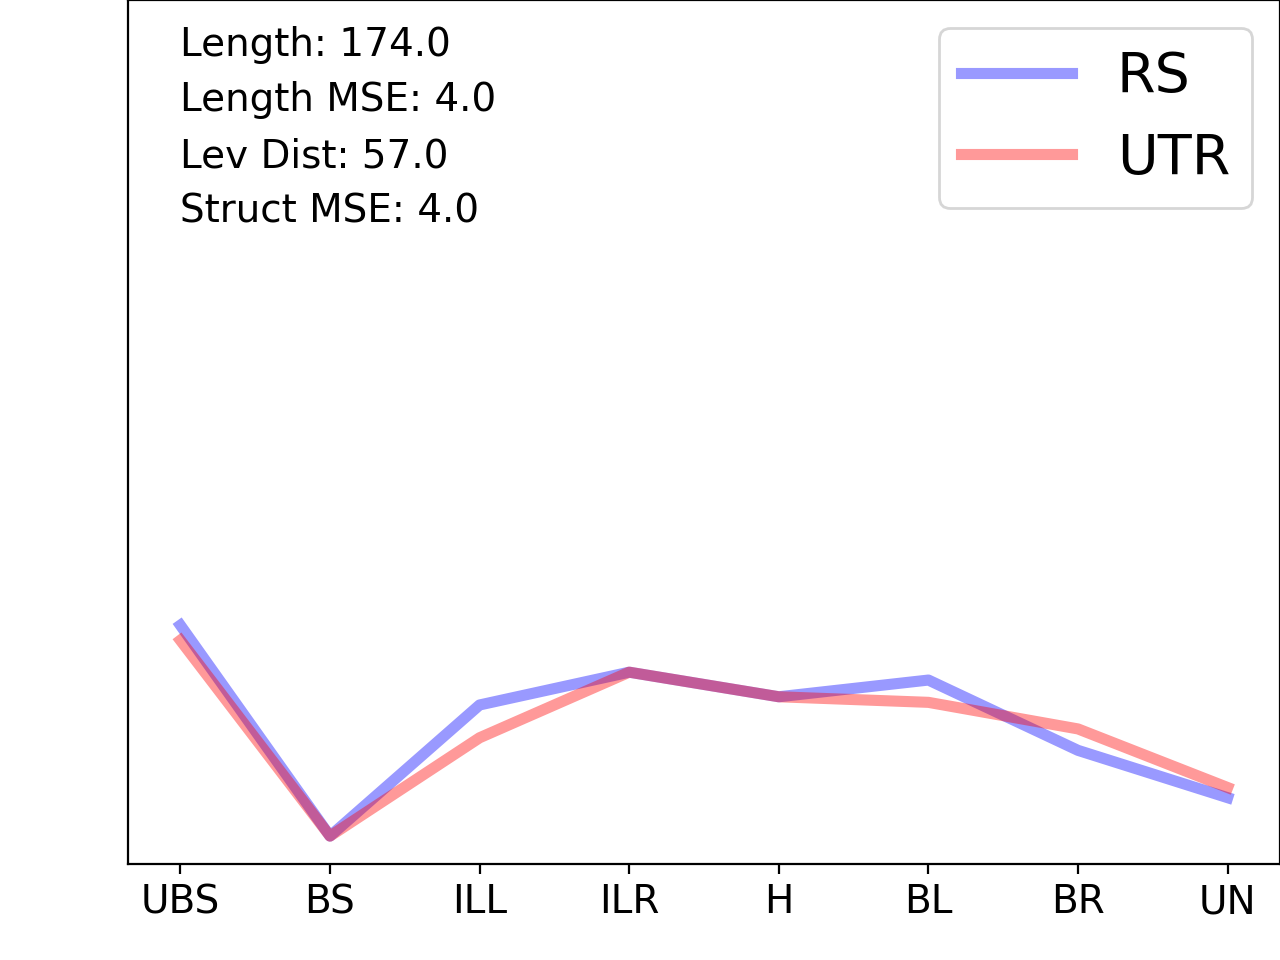 Length: 174.0
Length MSE: 4.0
Lev Dist: 57.0
Struct MSE: 4.0
RS
UTR
UBS BS ILL ILR H BL BR UN